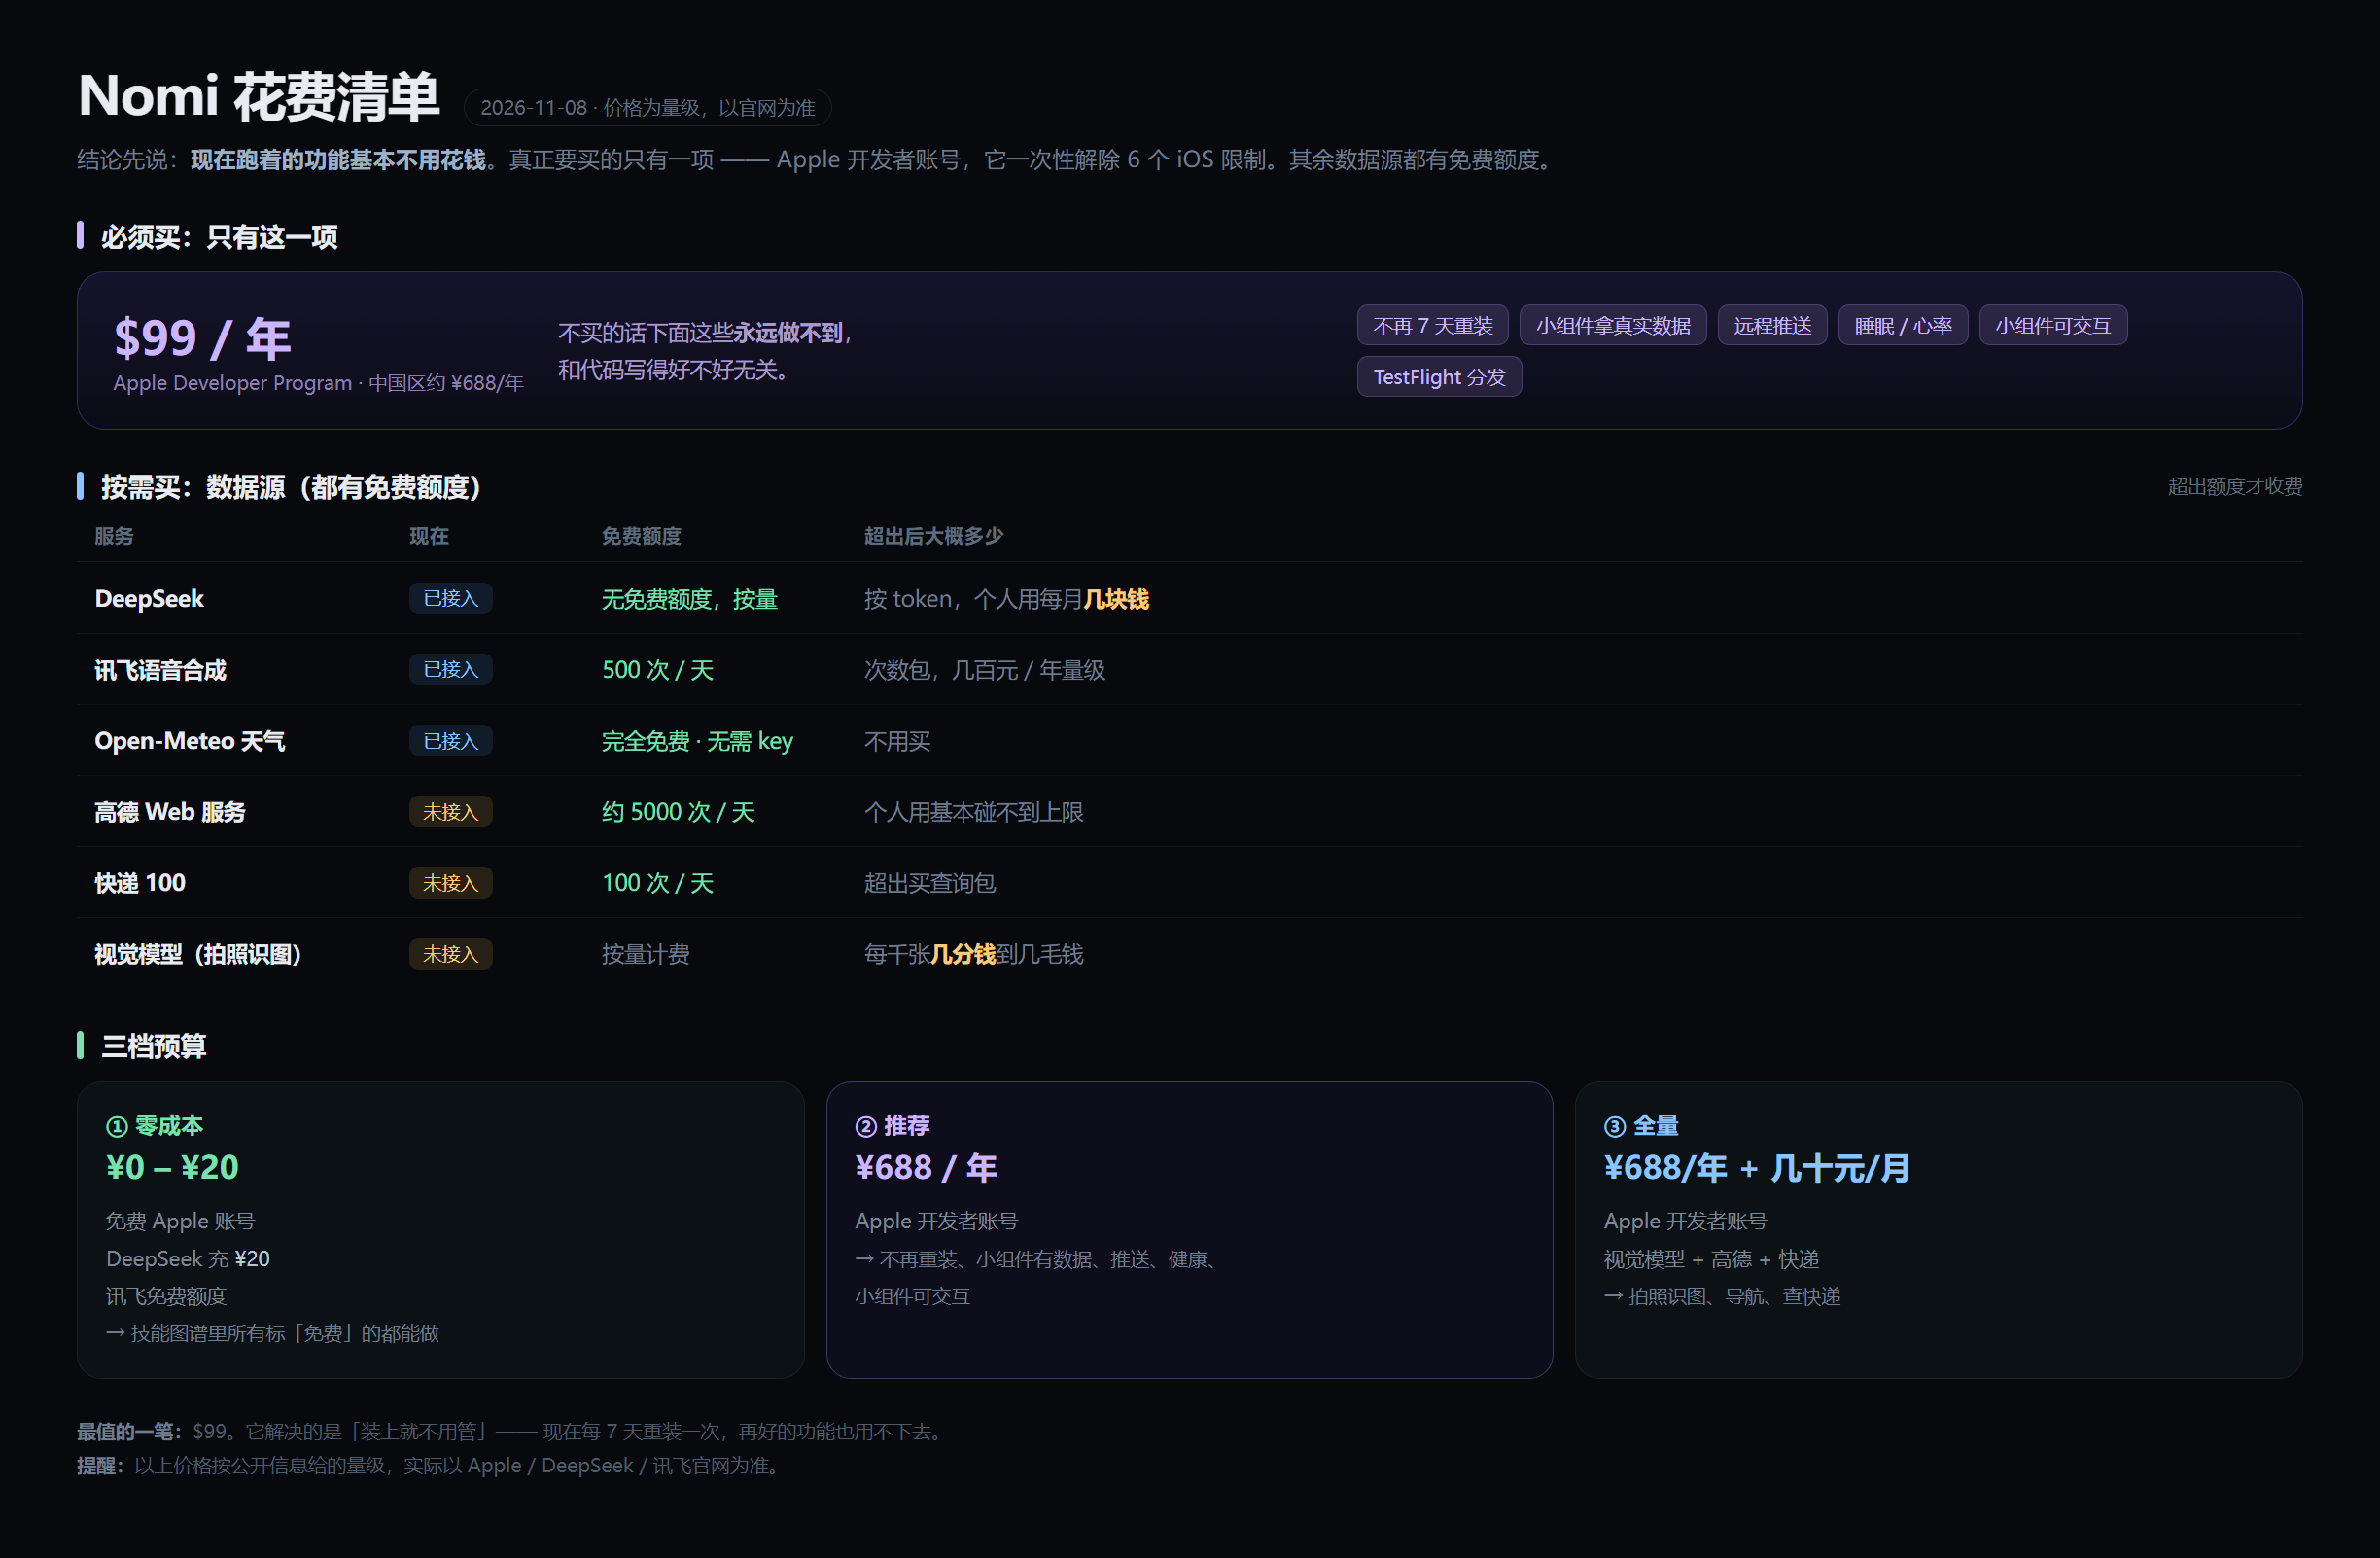 Nomi 花费清单
2026-11-08 · 价格为量级，以官网为准
结论先说：现在跑着的功能基本不用花钱。真正要买的只有一项 —— Apple 开发者账号，它一次性解除 6 个 iOS 限制。其余数据源都有免费额度。
必须买：只有这一项
$99 / 年
Apple Developer Program · 中国区约 ¥688/年
不买的话下面这些永远做不到，
和代码写得好不好无关。
不再 7 天重装 小组件拿真实数据 远程推送 睡眠 / 心率 小组件可交互
TestFlight 分发
按需买：数据源（都有免费额度）
超出额度才收费
服务 现在 免费额度 超出后大概多少
DeepSeek 已接入 无免费额度，按量 按 token，个人用每月几块钱
讯飞语音合成 已接入 500 次 / 天 次数包，几百元 / 年量级
Open-Meteo 天气 已接入 完全免费 · 无需 key 不用买
高德 Web 服务 未接入 约 5000 次 / 天 个人用基本碰不到上限
快递 100 未接入 100 次 / 天 超出买查询包
视觉模型（拍照识图） 未接入 按量计费 每千张几分钱到几毛钱
三档预算
① 零成本
¥0 – ¥20
免费 Apple 账号
DeepSeek 充 ¥20
讯飞免费额度
→ 技能图谱里所有标「免费」的都能做
② 推荐
¥688 / 年
Apple 开发者账号
→ 不再重装、小组件有数据、推送、健康、
小组件可交互
③ 全量
¥688/年 + 几十元/月
Apple 开发者账号
视觉模型 + 高德 + 快递
→ 拍照识图、导航、查快递
最值的一笔：$99。它解决的是「装上就不用管」—— 现在每 7 天重装一次，再好的功能也用不下去。
提醒：以上价格按公开信息给的量级，实际以 Apple / DeepSeek / 讯飞官网为准。